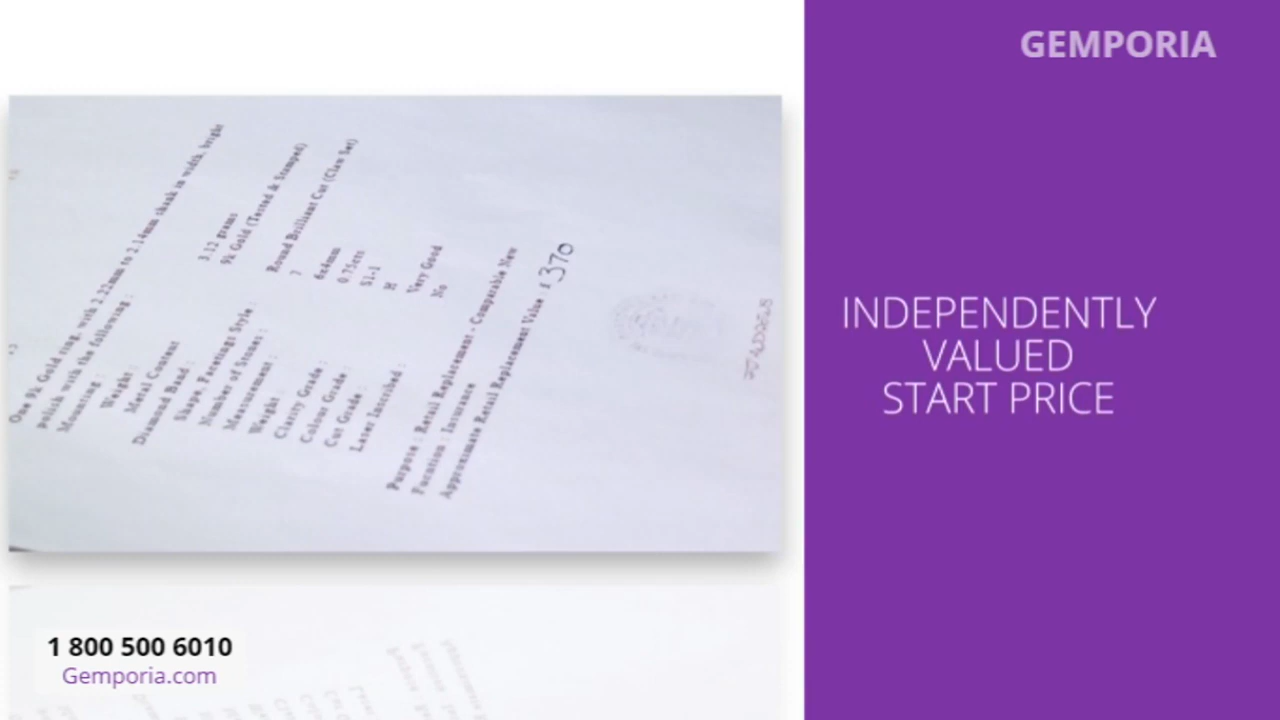 GEMPORIA
One 9k Gold ring, with 2.22mm to 2.14mm shank in width, bright
polish with the following :
Mounting :
Weight : 3.12 grams
Metal Content 9k Gold (Tested & Stamped)
Diamond Band :
Shape, Facetings Style : Round Brilliant Cut (Claw Set)
Number of Stones : 7
Measurement : 6x4mm
Weight : 0.75cts
Clarity Grade : S1-1
Colour Grade : H
Cut Grade : Very Good
Laser Inscribed : No
Purpose : Retail Replacement - Comparable New
Fucntion : Insurance
Approximate Retail Replacement Value : £ 370
INDEPENDENTLY
VALUED
START PRICE
1 800 500 6010
Gemporia.com